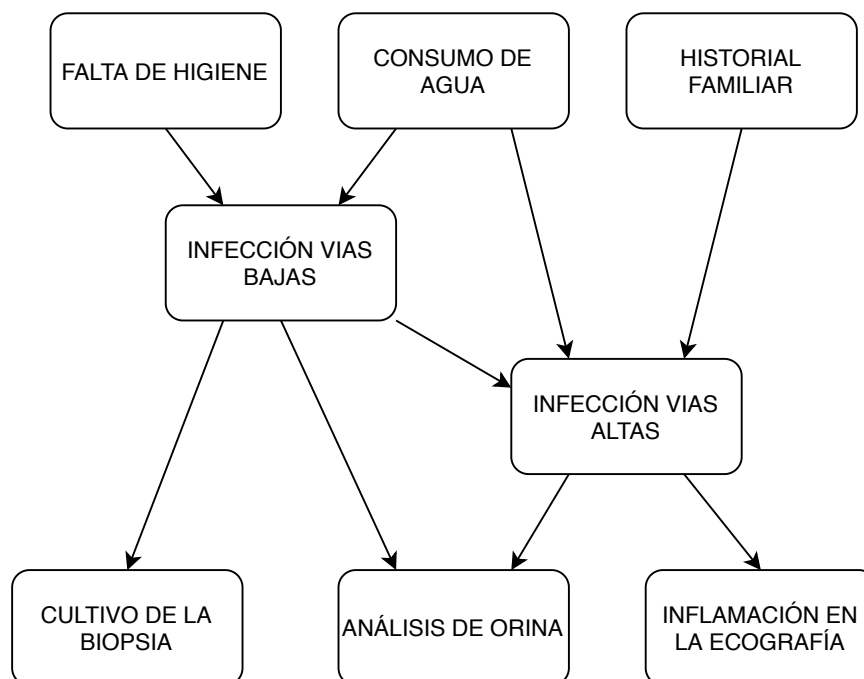 FALTA DE HIGIENE
CONSUMO DE
AGUA
HISTORIAL
FAMILIAR
INFECCIÓN VIAS
BAJAS
INFECCIÓN VIAS
ALTAS
CULTIVO DE LA
BIOPSIA
ANÁLISIS DE ORINA
INFLAMACIÓN EN
LA ECOGRAFÍA